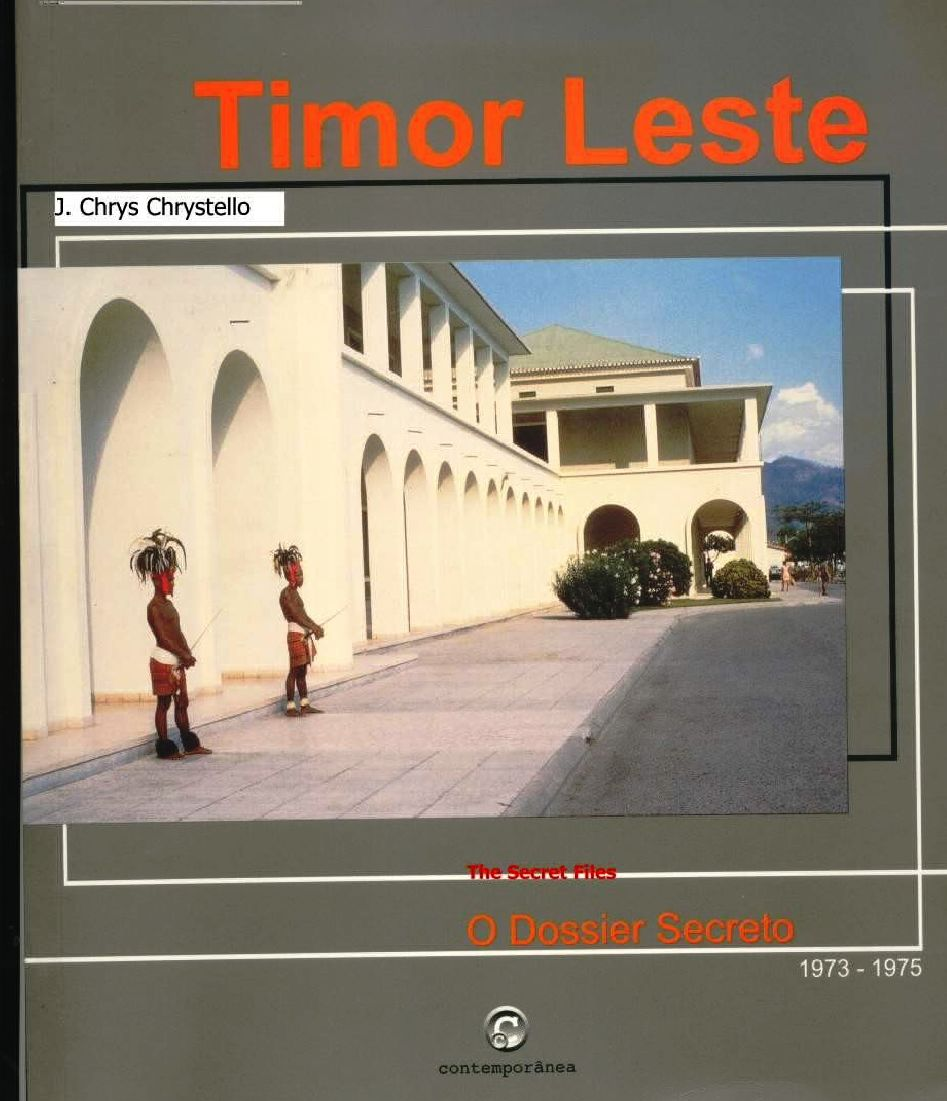 Timor Leste
J. Chrys Chrystello
The Secret Files
O Dossier Secreto
1973 - 1975
contemporânea